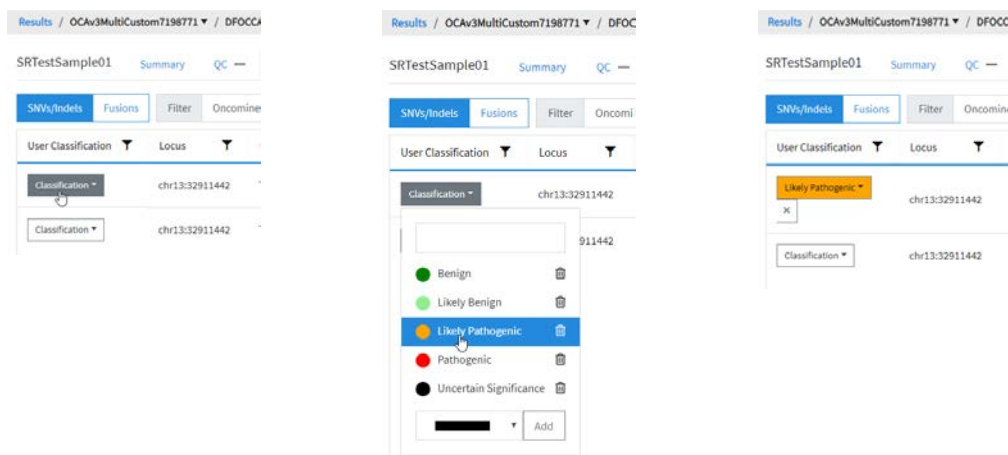 Results / OCAv3MultiCustom7198771 ▾ / DFOCCA
SRTestSample01 Summary QC —
SNVs/Indels Fusions Filter Oncomine
User Classification Locus
Classification ▾ chr13:32911442
Classification ▾ chr13:32911442
Results / OCAv3MultiCustom7198771 ▾ / DFOC
SRTestSample01 Summary QC —
SNVs/Indels Fusions Filter Oncomi
User Classification Locus
Classification ▾ chr13:32911442
911442
Benign
Likely Benign
Likely Pathogenic
Pathogenic
Uncertain Significance
Add
Results / OCAv3MultiCustom7198771 ▾ / DFOCC
SRTestSample01 Summary QC —
SNVs/Indels Fusions Filter Oncomine
User Classification Locus
Likely Pathogenic ▾ chr13:32911442
×
Classification ▾ chr13:32911442